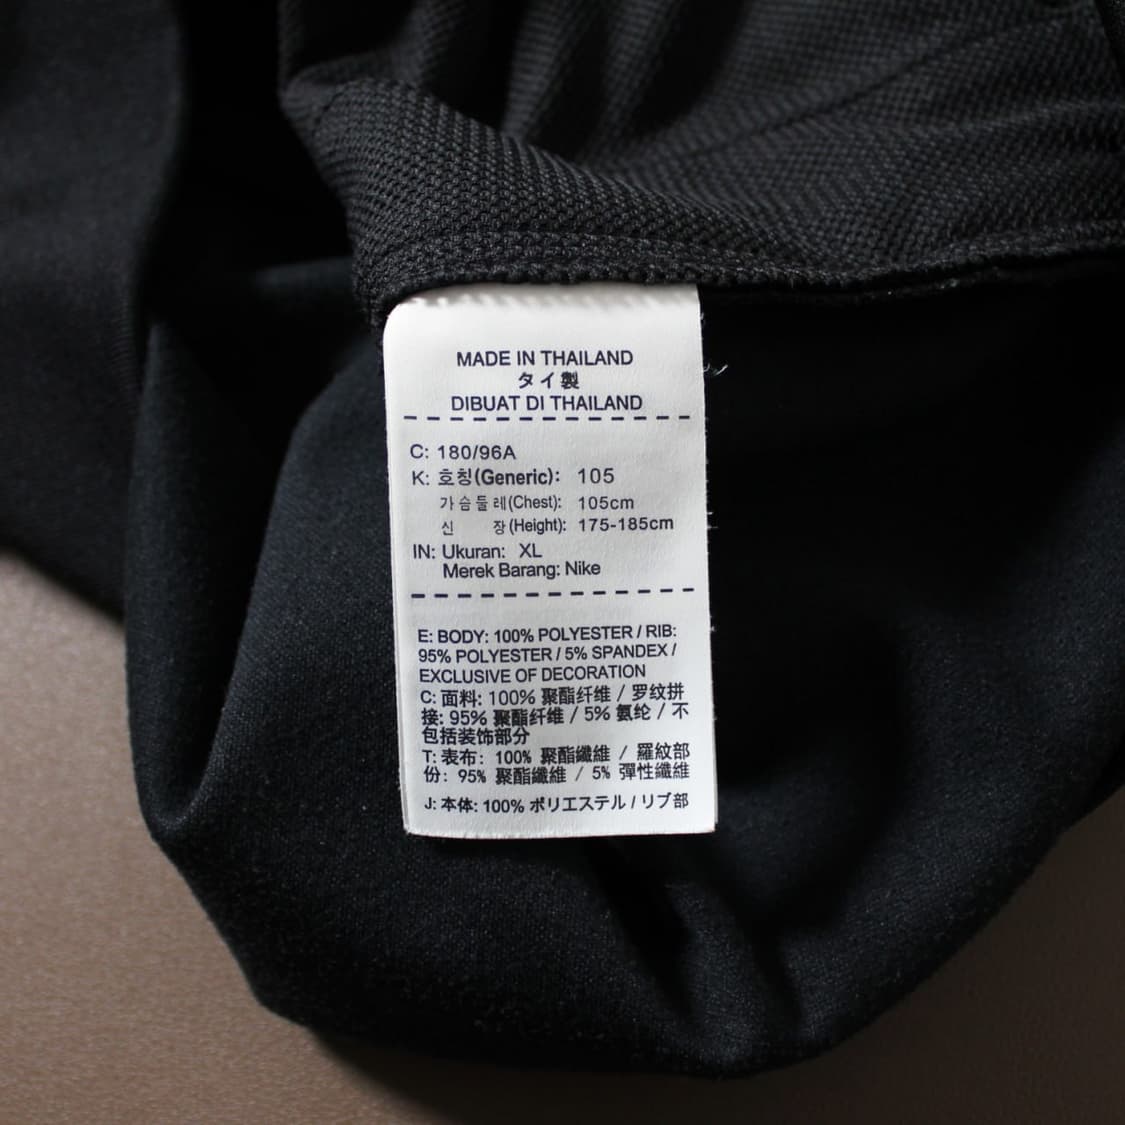 MADE IN THAILAND
タイ製
DIBUAT DI THAILAND
C: 180/96A
K: 호칭(Generic): 105
가슴둘레(Chest): 105cm
신 장(Height): 175-185cm
IN: Ukuran: XL
Merek Barang: Nike
E: BODY: 100% POLYESTER / RIB:
95% POLYESTER / 5% SPANDEX /
EXCLUSIVE OF DECORATION
C: 面料: 100% 聚酯纤维 / 罗纹拼
接: 95% 聚酯纤维 / 5% 氨纶 / 不
包括装饰部分
T: 表布: 100% 聚酯纖維 / 羅紋部
份: 95% 聚酯纖維 / 5% 彈性纖維
J: 本体: 100% ポリエステル / リブ部